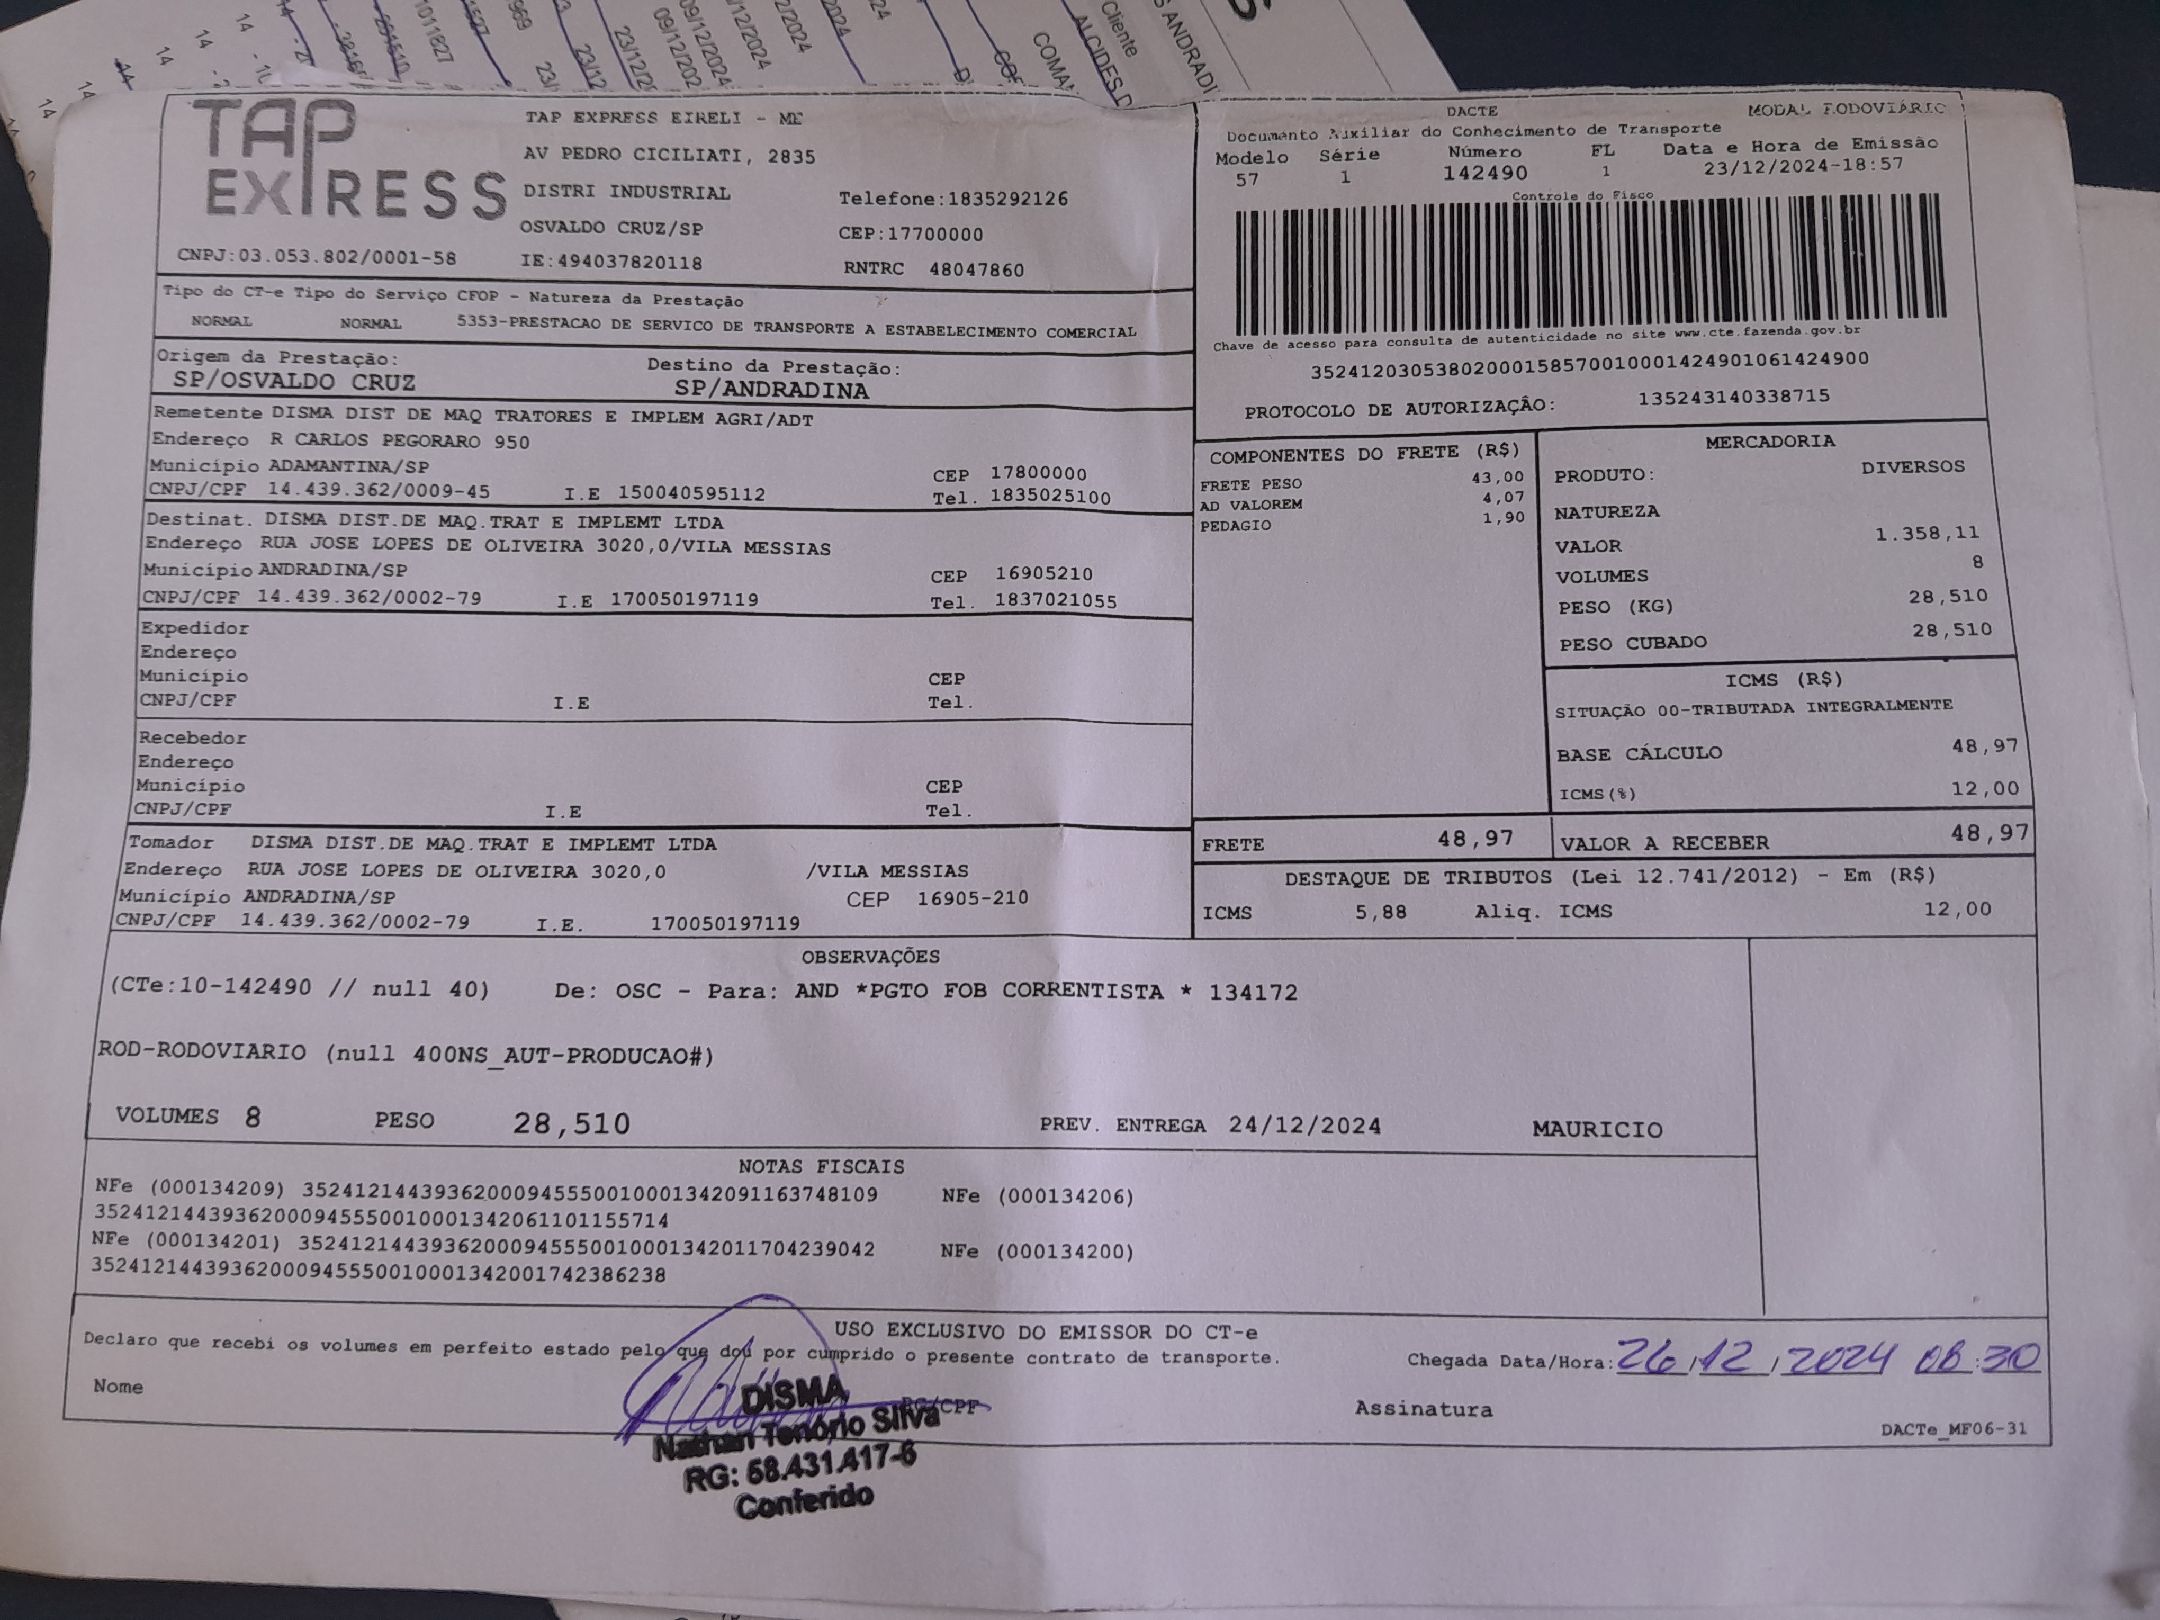 TAP
EXPRESS
TAP EXPRESS EIRELI - ME
AV PEDRO CICILIATI, 2835
DISTRI INDUSTRIAL Telefone:1835292126
OSVALDO CRUZ/SP CEP:17700000
CNPJ:03.053.802/0001-58 IE:494037820118 RNTRC 48047860
DACTE MODAL RODOVIÁRIO
Documento Auxiliar do Conhecimento de Transporte
Modelo Série Número FL Data e Hora de Emissão
57 1 142490 1 23/12/2024-18:57
Controle do Fisco
Chave de acesso para consulta de autenticidade no site www.cte.fazenda.gov.br
35241203053802000158570010001424901061424900
PROTOCOLO DE AUTORIZAÇÂO: 135243140338715
Tipo do CT-e Tipo do Serviço CFOP - Natureza da Prestação
NORMAL NORMAL 5353-PRESTACAO DE SERVICO DE TRANSPORTE A ESTABELECIMENTO COMERCIAL
Origem da Prestação: Destino da Prestação:
SP/OSVALDO CRUZ SP/ANDRADINA
Remetente DISMA DIST DE MAQ TRATORES E IMPLEM AGRI/ADT
Endereço R CARLOS PEGORARO 950
Município ADAMANTINA/SP CEP 17800000
CNPJ/CPF 14.439.362/0009-45 I.E 150040595112 Tel. 1835025100
Destinat. DISMA DIST.DE MAQ.TRAT E IMPLEMT LTDA
Endereço RUA JOSE LOPES DE OLIVEIRA 3020,0/VILA MESSIAS
Município ANDRADINA/SP CEP 16905210
CNPJ/CPF 14.439.362/0002-79 I.E 170050197119 Tel. 1837021055
Expedidor
Endereço
Município CEP
CNPJ/CPF I.E Tel.
Recebedor
Endereço
Município CEP
CNPJ/CPF I.E Tel.
Tomador DISMA DIST.DE MAQ.TRAT E IMPLEMT LTDA
Endereço RUA JOSE LOPES DE OLIVEIRA 3020,0 /VILA MESSIAS
Município ANDRADINA/SP CEP 16905-210
CNPJ/CPF 14.439.362/0002-79 I.E. 170050197119
COMPONENTES DO FRETE (R$)
FRETE PESO 43,00
AD VALOREM 4,07
PEDAGIO 1,90
MERCADORIA
PRODUTO: DIVERSOS
NATUREZA
VALOR 1.358,11
VOLUMES 8
PESO (KG) 28,510
PESO CUBADO 28,510
ICMS (R$)
SITUAÇÃO 00-TRIBUTADA INTEGRALMENTE
BASE CÁLCULO 48,97
ICMS(%) 12,00
FRETE 48,97 VALOR A RECEBER 48,97
DESTAQUE DE TRIBUTOS (Lei 12.741/2012) - Em (R$)
ICMS 5,88 Aliq. ICMS 12,00
OBSERVAÇÕES
(CTe:10-142490 // null 40) De: OSC - Para: AND *PGTO FOB CORRENTISTA * 134172
ROD-RODOVIARIO (null 400NS_AUT-PRODUCAO#)
VOLUMES 8 PESO 28,510 PREV. ENTREGA 24/12/2024 MAURICIO
NOTAS FISCAIS
NFe (000134209) 35241214439362000945550010001342091163748109 NFe (000134206)
35241214439362000945550010001342061101155714
NFe (000134201) 35241214439362000945550010001342011704239042 NFe (000134200)
35241214439362000945550010001342001742386238
USO EXCLUSIVO DO EMISSOR DO CT-e
Declaro que recebi os volumes em perfeito estado pelo que dou por cumprido o presente contrato de transporte.
Chegada Data/Hora: 26/12/2024 08:30
Nome RG/CPF Assinatura
DACTe_MF06-31
DISMA
Nathan Tenório Silva
RG: 58.431.417-6
Conferido